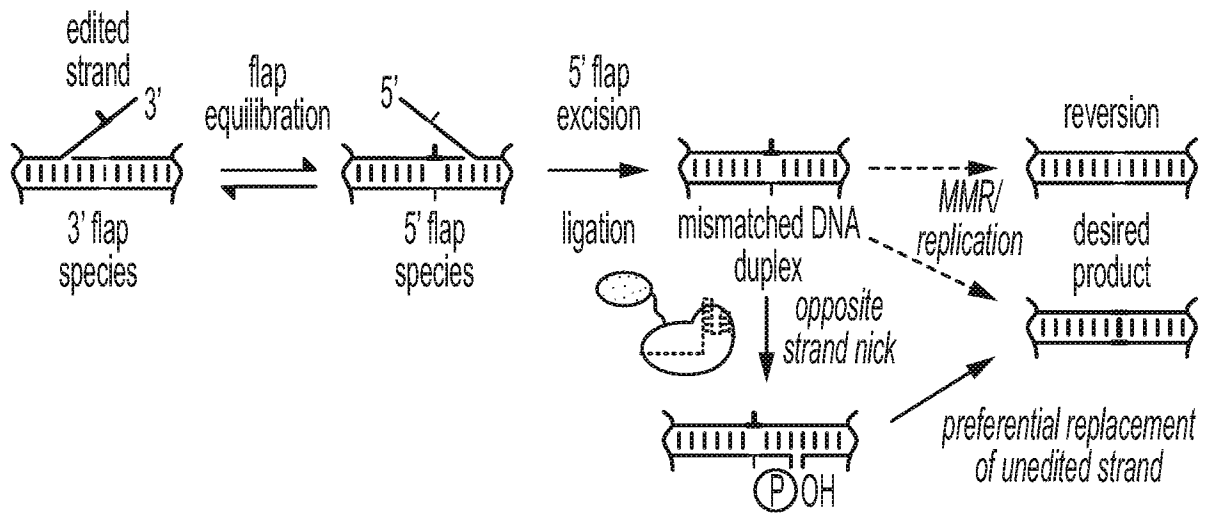 edited
strand
3'
3' flap
species
flap
equilibration
5'
5' flap
species
5' flap
excision
ligation
mismatched DNA
duplex
MMR/
replication
reversion
desired
product
opposite
strand nick
P OH
preferential replacement
of unedited strand